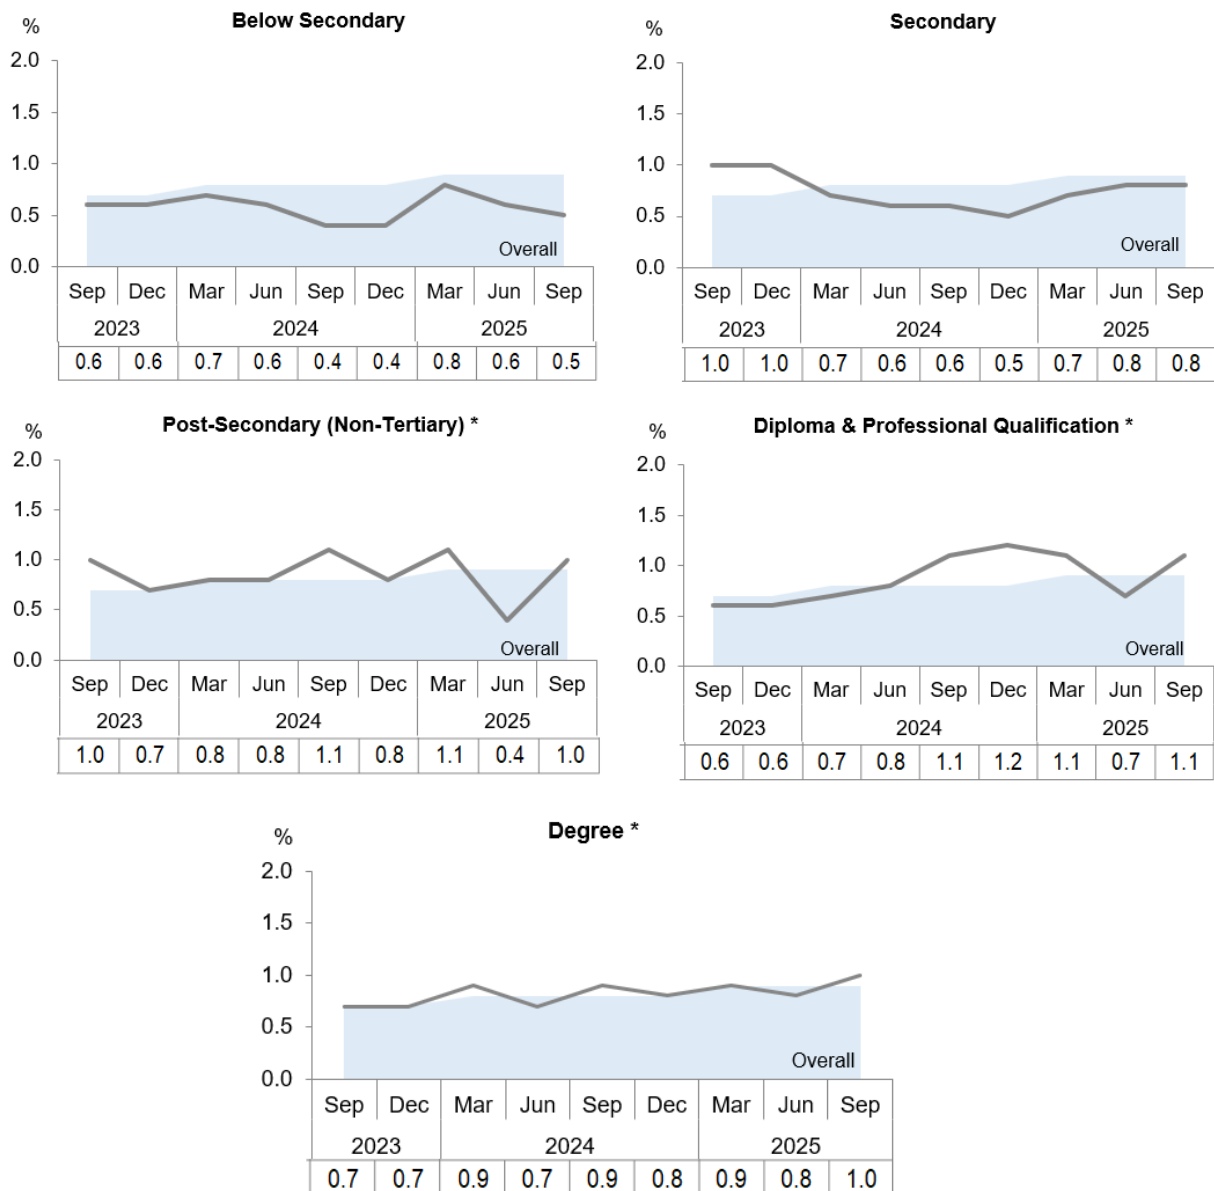 Below Secondary
%
2.0
1.5
1.0
0.5
0.0
Overall
Sep Dec Mar Jun Sep Dec Mar Jun Sep
2023 2024 2025
0.6 0.6 0.7 0.6 0.4 0.4 0.8 0.6 0.5
Secondary
%
2.0
1.5
1.0
0.5
0.0
Overall
Sep Dec Mar Jun Sep Dec Mar Jun Sep
2023 2024 2025
1.0 1.0 0.7 0.6 0.6 0.5 0.7 0.8 0.8
Post-Secondary (Non-Tertiary) *
%
2.0
1.5
1.0
0.5
0.0
Overall
Sep Dec Mar Jun Sep Dec Mar Jun Sep
2023 2024 2025
1.0 0.7 0.8 0.8 1.1 0.8 1.1 0.4 1.0
Diploma & Professional Qualification *
%
2.0
1.5
1.0
0.5
0.0
Overall
Sep Dec Mar Jun Sep Dec Mar Jun Sep
2023 2024 2025
0.6 0.6 0.7 0.8 1.1 1.2 1.1 0.7 1.1
Degree *
%
2.0
1.5
1.0
0.5
0.0
Overall
Sep Dec Mar Jun Sep Dec Mar Jun Sep
2023 2024 2025
0.7 0.7 0.9 0.7 0.9 0.8 0.9 0.8 1.0